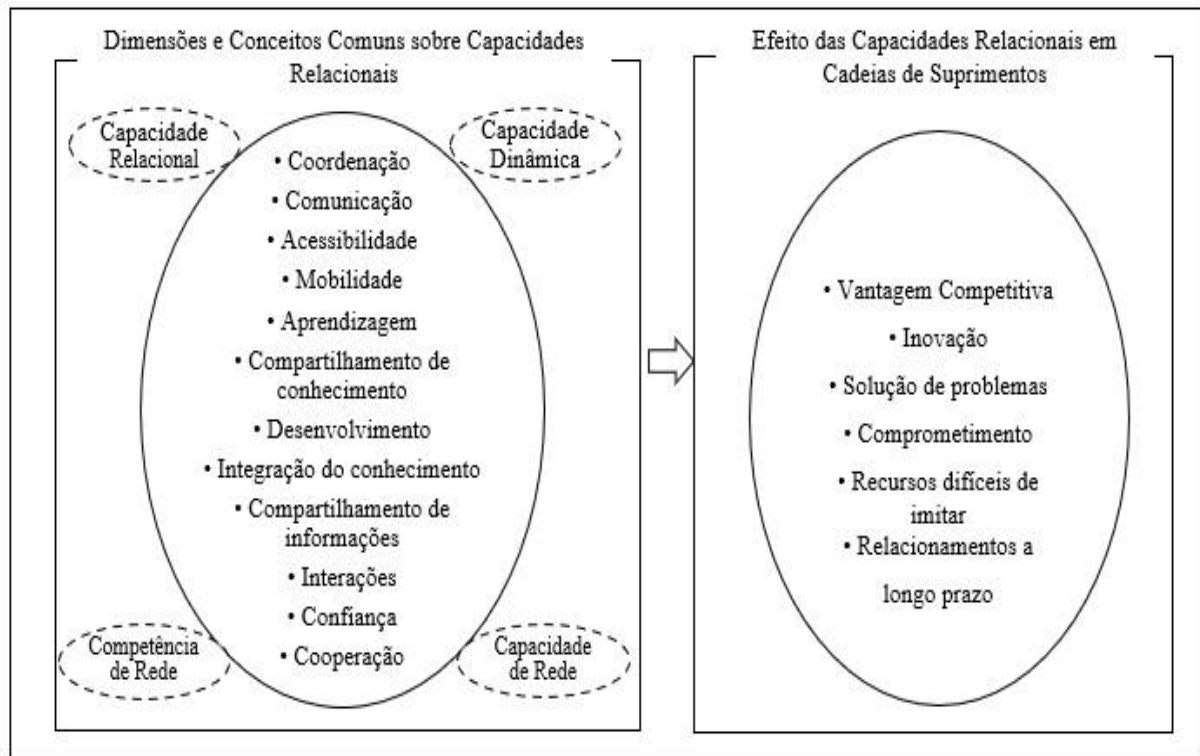 Dimensões e Conceitos Comuns sobre Capacidades
Relacionais
Capacidade
Relacional
Capacidade
Dinâmica
• Coordenação
• Comunicação
• Acessibilidade
• Mobilidade
• Aprendizagem
• Compartilhamento de
conhecimento
• Desenvolvimento
• Integração do conhecimento
• Compartilhamento de
informações
• Interações
• Confiança
• Cooperação
Competência
de Rede
Capacidade
de Rede
Efeito das Capacidades Relacionais em
Cadeias de Suprimentos
• Vantagem Competitiva
• Inovação
• Solução de problemas
• Comprometimento
• Recursos difíceis de
imitar
• Relacionamentos a
longo prazo